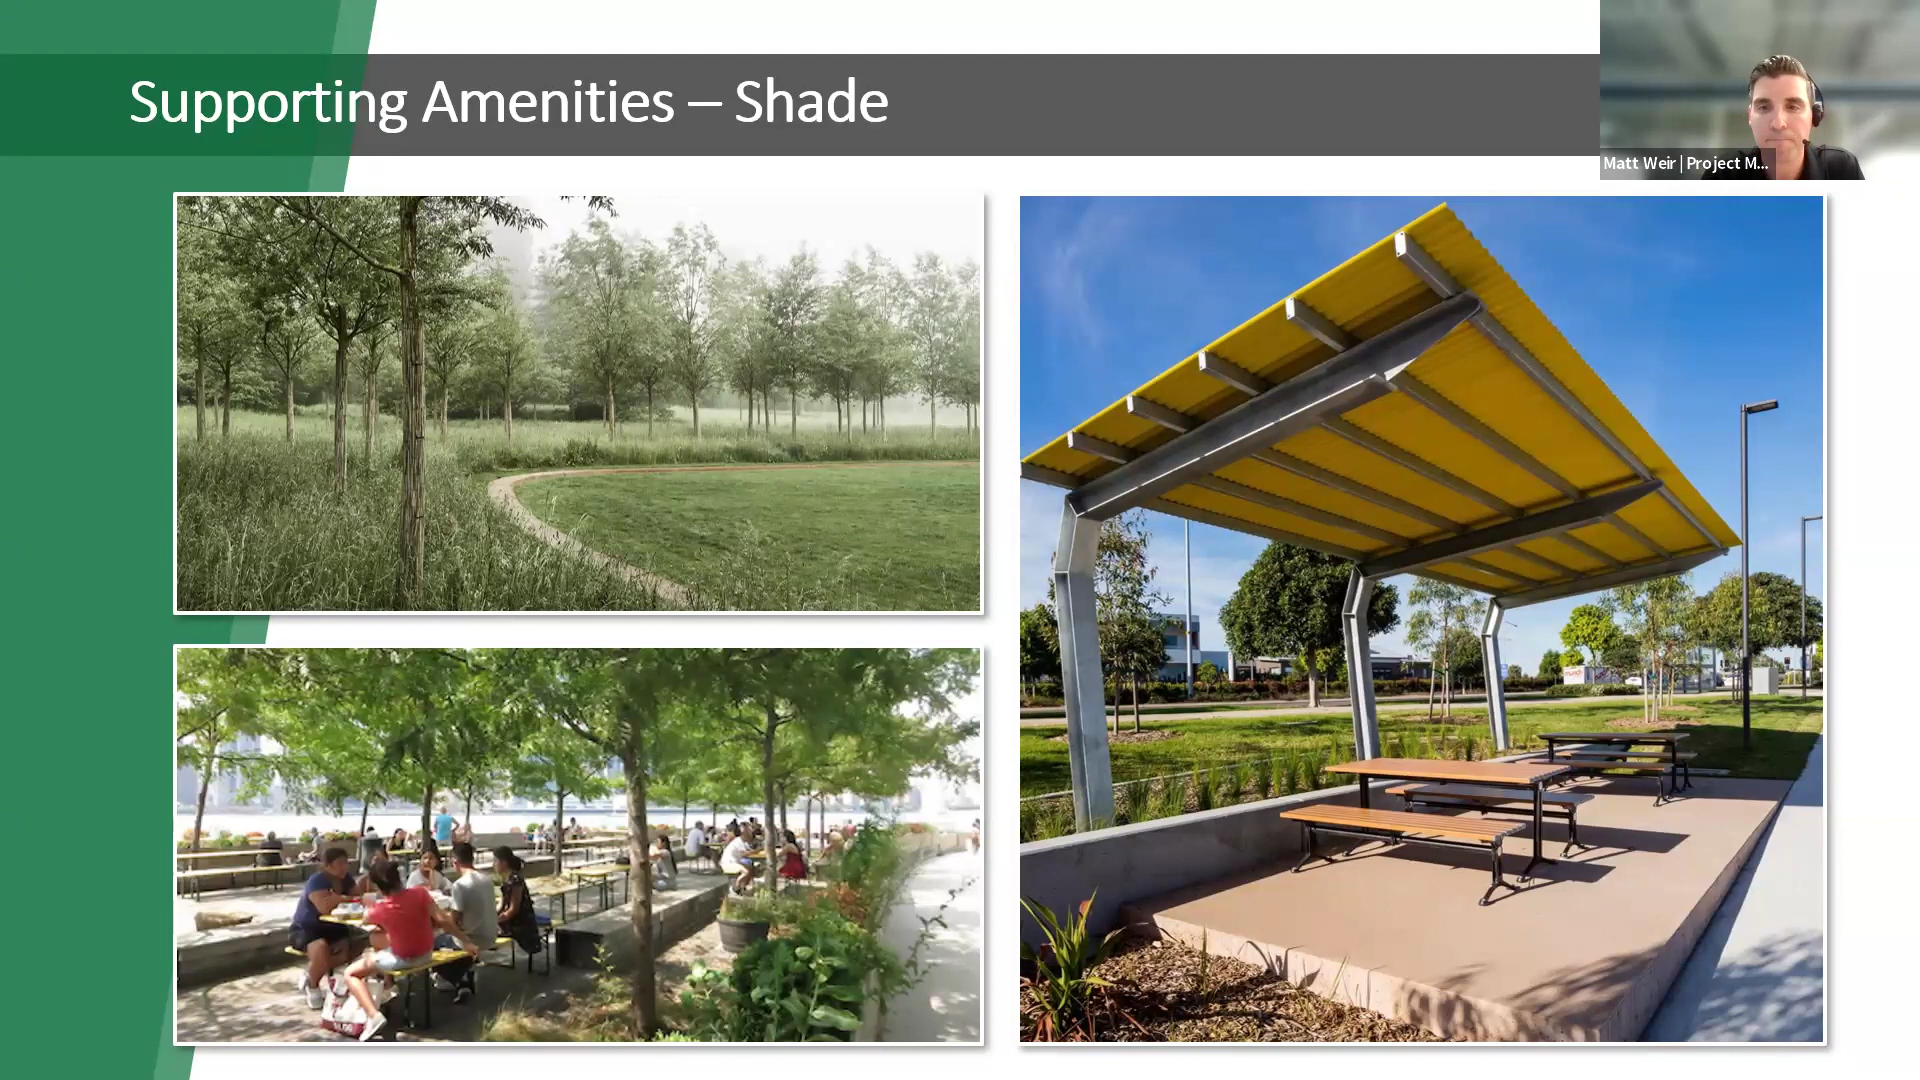 Supporting Amenities – Shade
Matt Weir | Project M...